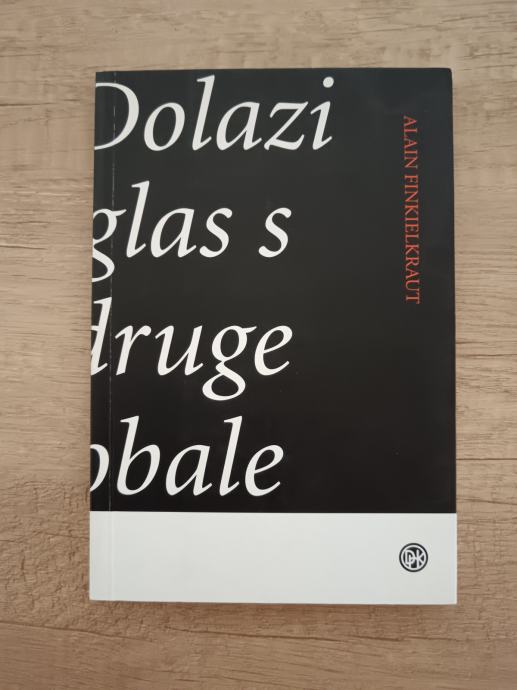 Dolazi
glas s
druge
obale
ALAIN FINKIELKRAUT